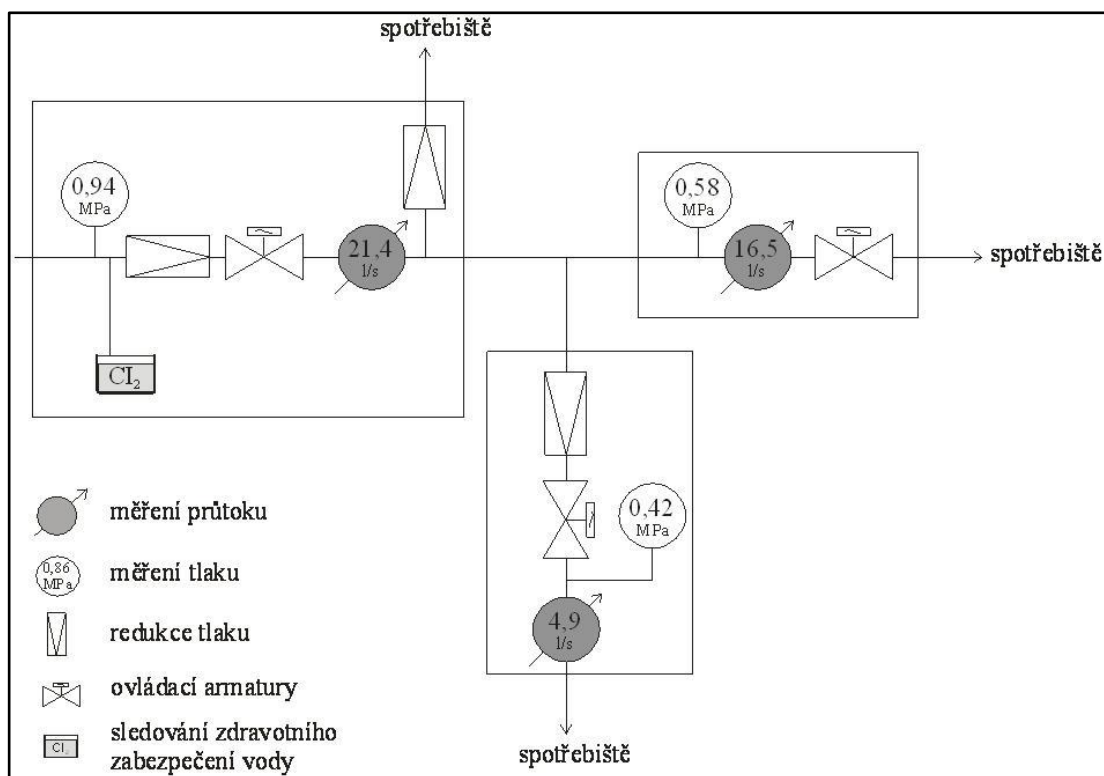 spotřebiště
0,94
MPa
21,4
l/s
Cl₂
0,58
MPa
16,5
l/s
spotřebiště
0,42
MPa
4,9
l/s
spotřebiště
měření průtoku
0,86
MPa
měření tlaku
redukce tlaku
ovládací armatury
Cl₂
sledování zdravotního
zabezpečení vody